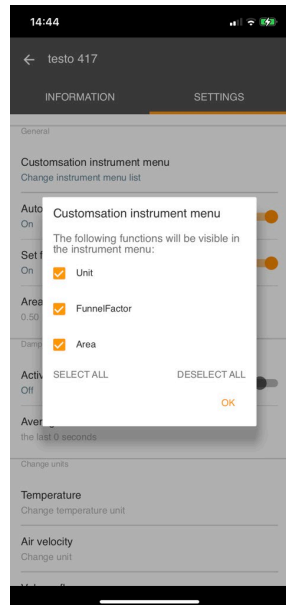 14:44
testo 417
INFORMATION
SETTINGS
General
Customsation instrument menu
Change instrument menu list
Auto
On
Customsation instrument menu
The following functions will be visible in
the instrument menu:
Set f
On
Unit
FunnelFactor
Area
0.50
Area
Damp
SELECT ALL
DESELECT ALL
Activ
Off
OK
Aver
the last 0 seconds
Change units
Temperature
Change temperature unit
Air velocity
Change unit